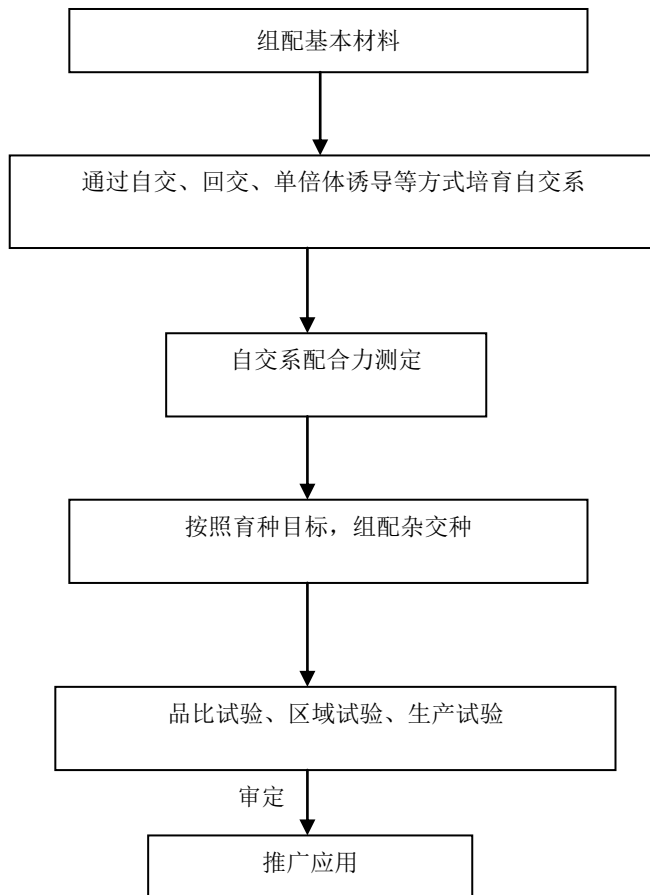 组配基本材料
通过自交、回交、单倍体诱导等方式培育自交系
自交系配合力测定
按照育种目标，组配杂交种
品比试验、区域试验、生产试验
审定
推广应用